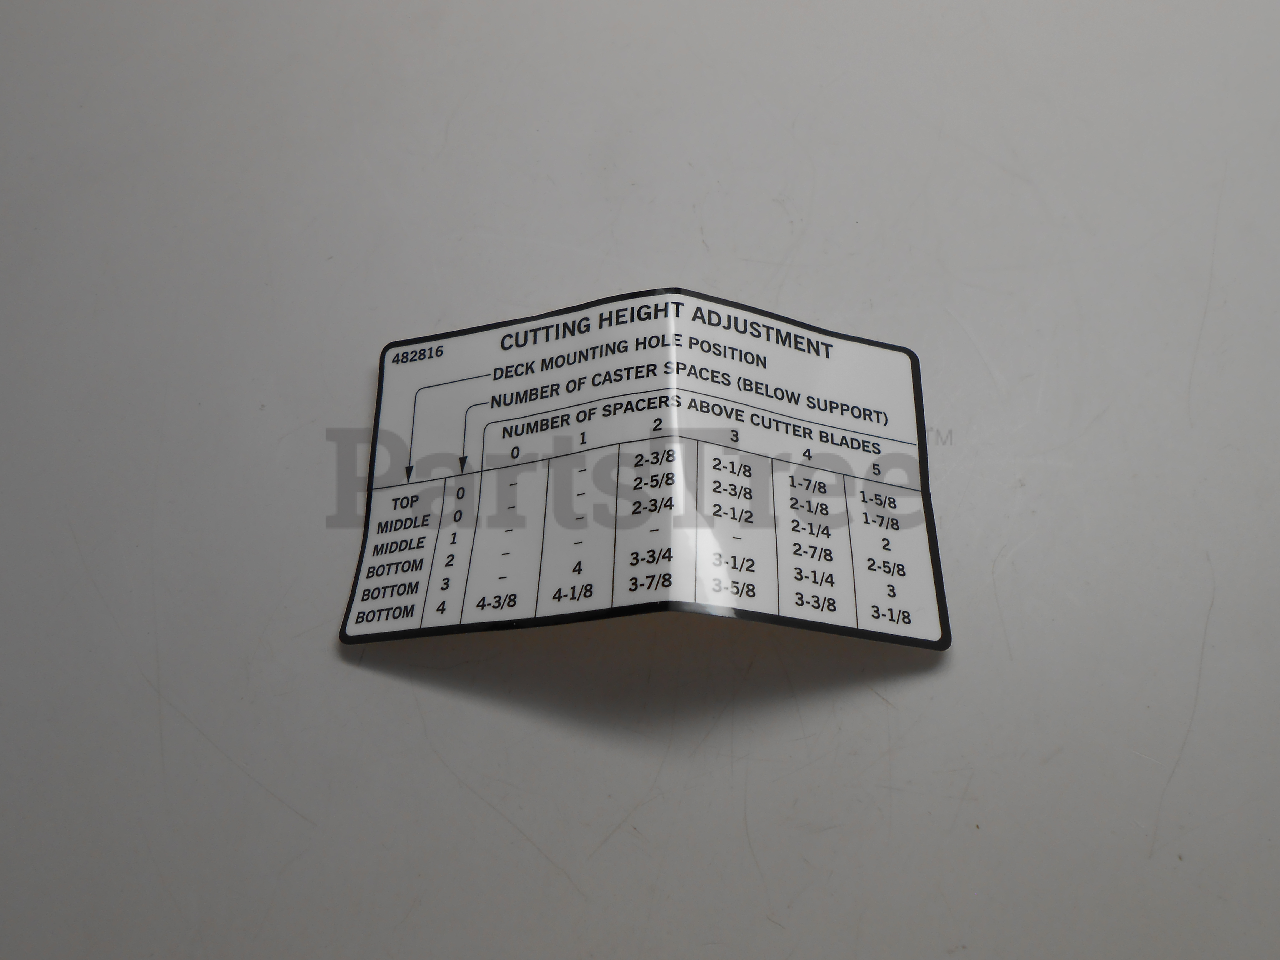 482816
CUTTING HEIGHT ADJUSTMENT
DECK MOUNTING HOLE POSITION
NUMBER OF CASTER SPACES (BELOW SUPPORT)
NUMBER OF SPACERS ABOVE CUTTER BLADES
0 1 2 3 4 5
TOP 0 - - 2-3/8 2-1/8 1-7/8 1-5/8
MIDDLE 0 - - 2-5/8 2-3/8 2-1/8 1-7/8
MIDDLE 1 - - 2-3/4 2-1/2 2-1/4 2
BOTTOM 2 - - - - 2-7/8 2-5/8
BOTTOM 3 - 4 3-3/4 3-1/2 3-1/4 3
BOTTOM 4 4-3/8 4-1/8 3-7/8 3-5/8 3-3/8 3-1/8
PartsTree™